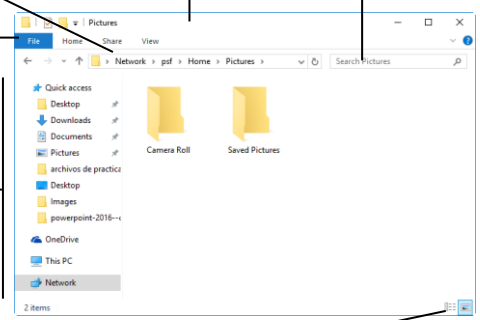 Pictures
File Home Share View
Network > psf > Home > Pictures >
Search Pictures
Quick access
Desktop
Downloads
Documents
Pictures
archivos de practica
Desktop
Images
powerpoint-2016--
OneDrive
This PC
Network
Camera Roll
Saved Pictures
2 items